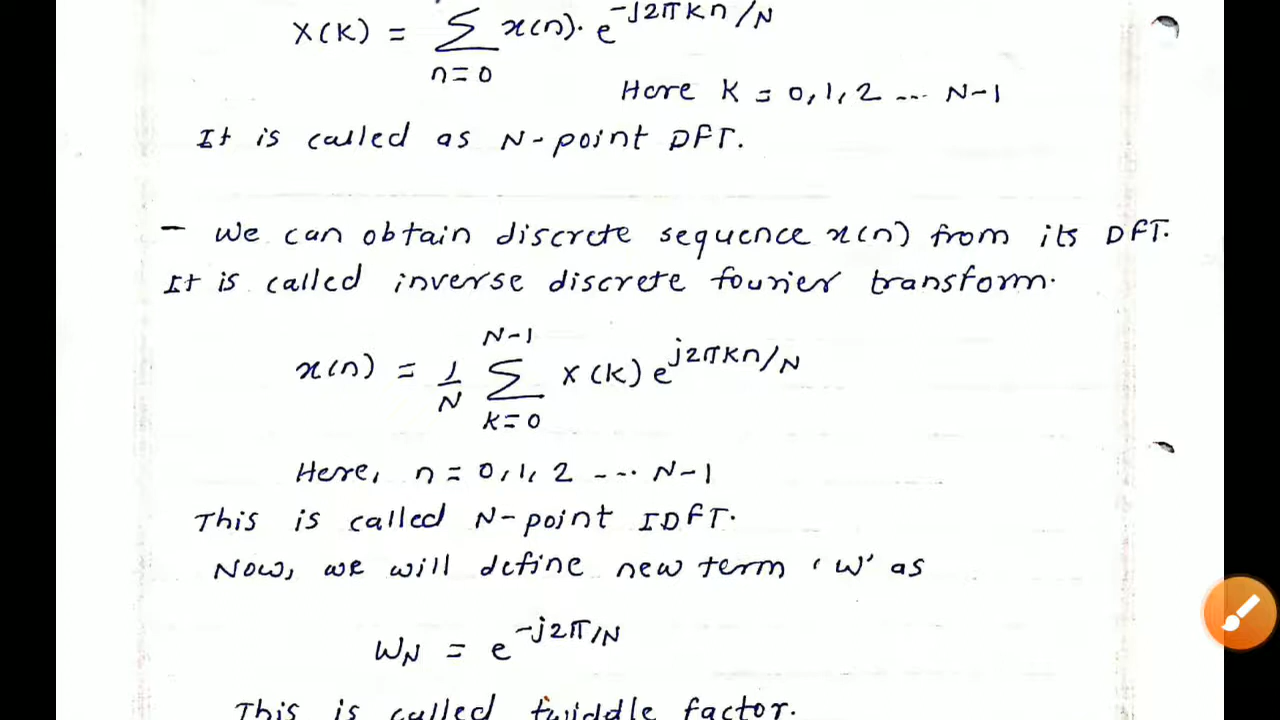 X(K) = Σ x(n). e^-j2πKn/N
n=0
Here K = 0,1,2 ... N-1
It is called as N-point DFT.
- We can obtain discrete sequence x(n) from its DFT.
It is called inverse discrete fourier transform.
N-1
x(n) = 1/N Σ X(K) e^j2πKn/N
k=0
Here, n = 0,1,2 ... N-1
This is called N-point IDFT.
Now, we will define new term 'W' as
W_N = e^-j2π/N
This is called twiddle factor.